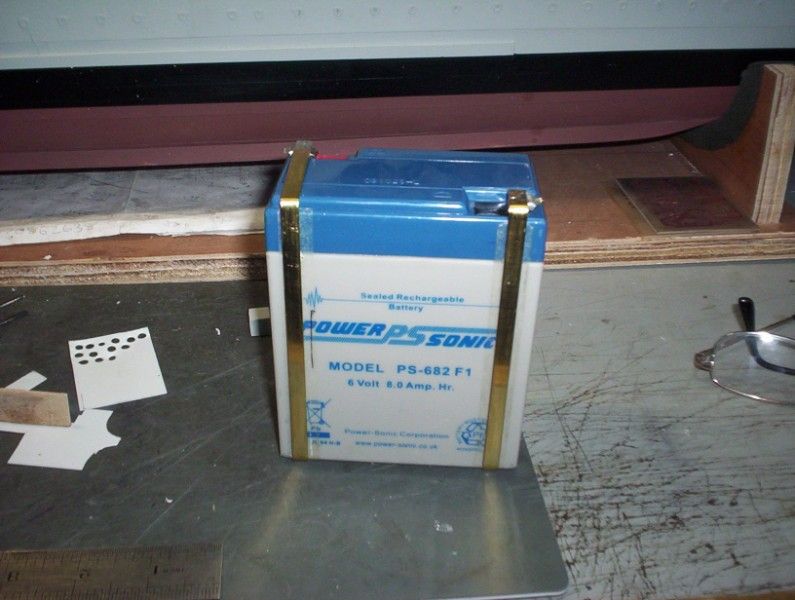 Sealed Rechargeable
Battery
POWER PS SONIC
MODEL PS-682 F1
6 Volt 8.0 Amp. Hr.
Pb
Power-Sonic Corporation
www.power-sonic.co.uk